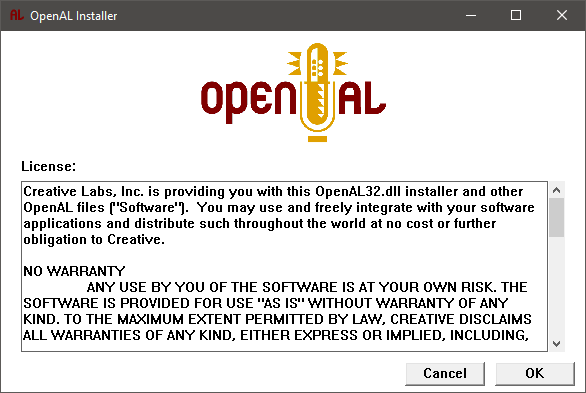 AL OpenAL Installer
OPEN AL
License:
Creative Labs, Inc. is providing you with this OpenAL32.dll installer and other
OpenAL files ("Software").  You may use and freely integrate with your software
applications and distribute such throughout the world at no cost or further
obligation to Creative.
NO WARRANTY
ANY USE BY YOU OF THE SOFTWARE IS AT YOUR OWN RISK. THE
SOFTWARE IS PROVIDED FOR USE "AS IS" WITHOUT WARRANTY OF ANY
KIND. TO THE MAXIMUM EXTENT PERMITTED BY LAW, CREATIVE DISCLAIMS
ALL WARRANTIES OF ANY KIND, EITHER EXPRESS OR IMPLIED, INCLUDING,
Cancel OK